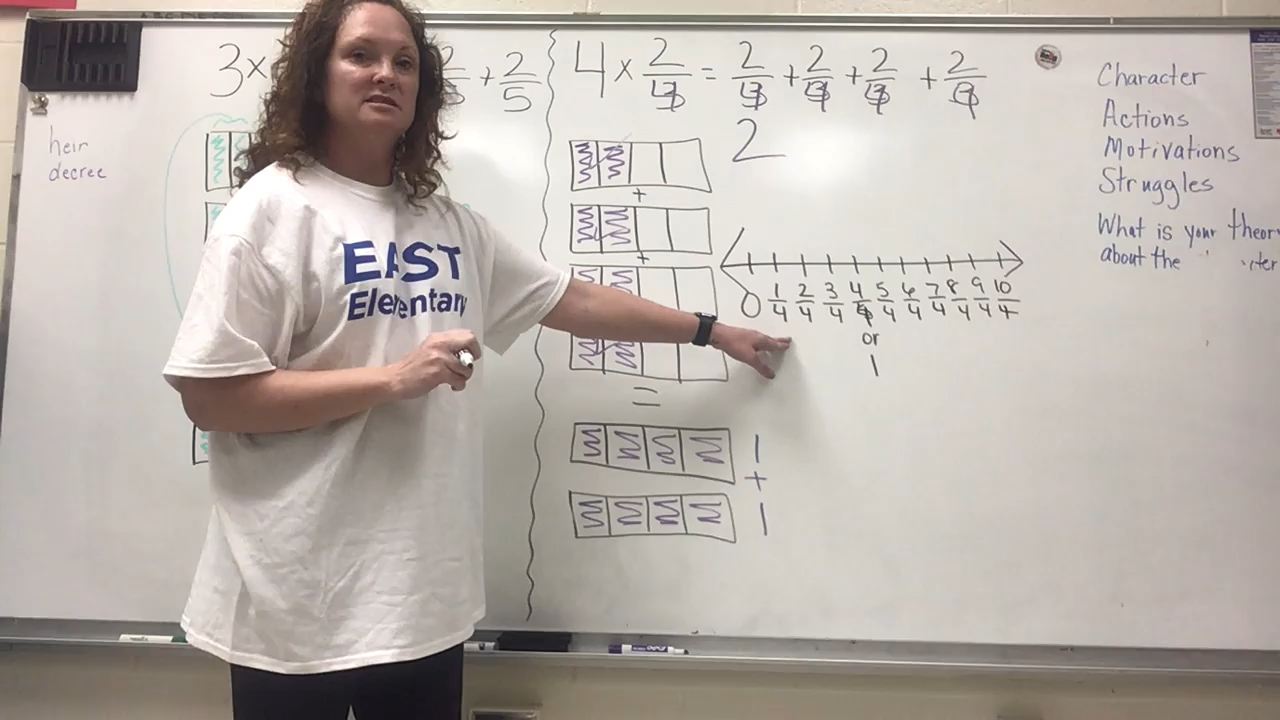 heir
decree
3 ×
+ 2/5
EAST
Elementary
4 × 2/4 = 2/4 + 2/4 + 2/4 + 2/4
2
+
+
=
1
+
1
0 1/4 2/4 3/4 4/4 5/4 6/4 7/4 8/4 9/4 10/4
or
1
Character
Actions
Motivations
Struggles
What is your theory
about the